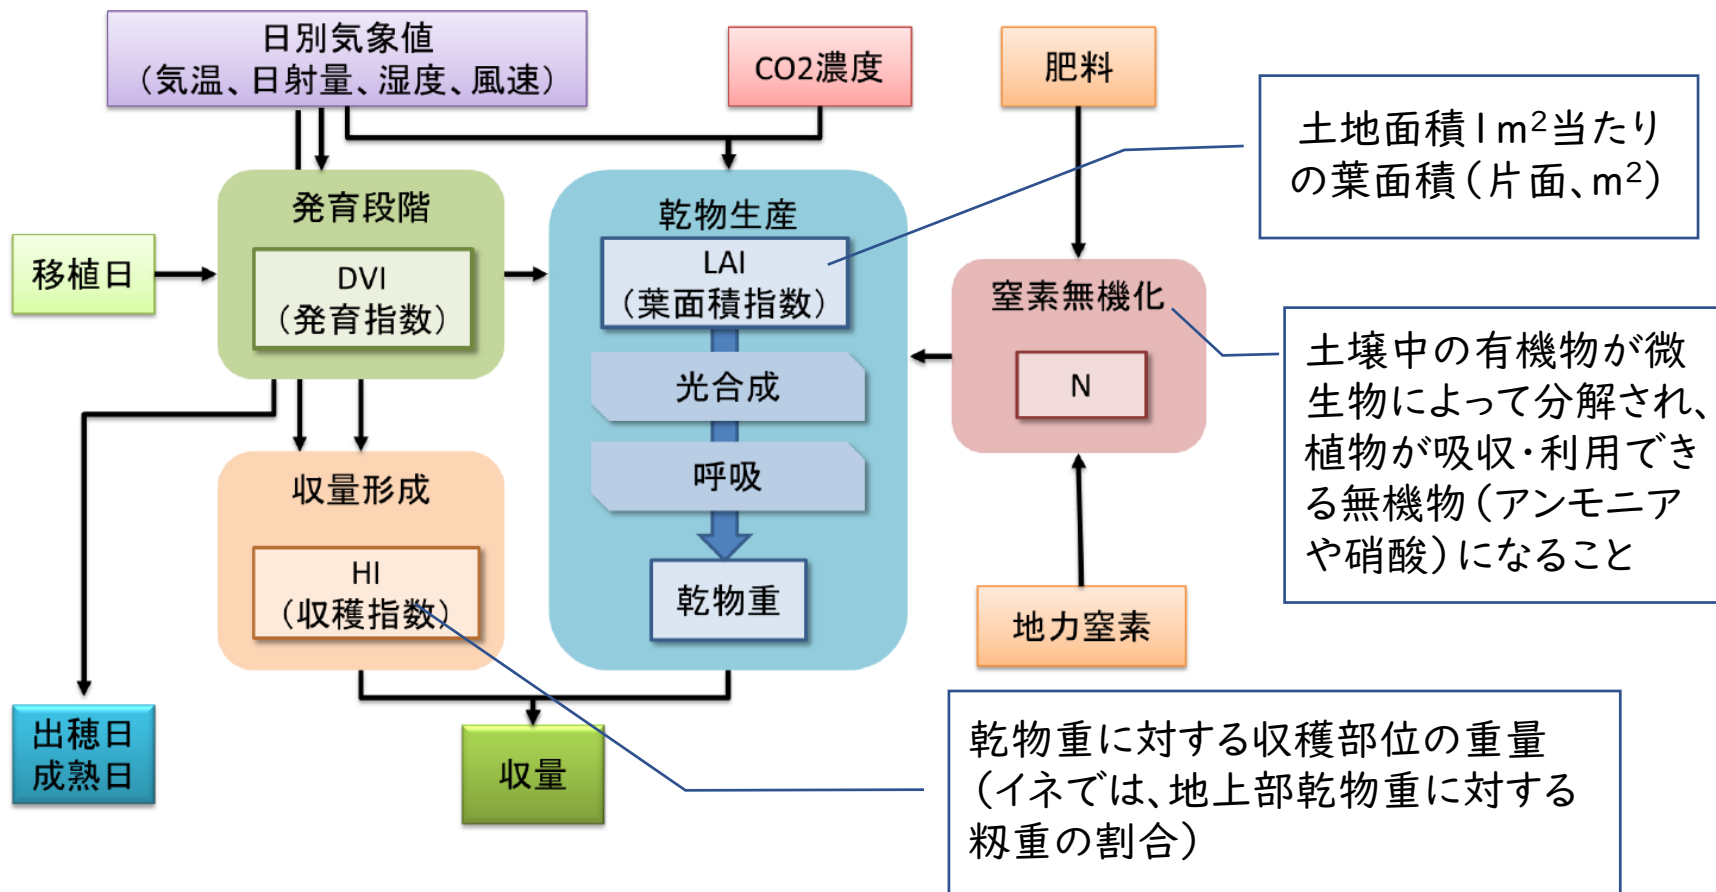 日別気象値
（気温、日射量、湿度、風速）
CO2濃度
肥料
土地面積1m²当たり
の葉面積（片面、m²）
発育段階
乾物生産
移植日
DVI
（発育指数）
LAI
（葉面積指数）
窒素無機化
N
光合成
呼吸
乾物重
土壌中の有機物が微
生物によって分解され、
植物が吸収・利用でき
る無機物（アンモニア
や硝酸）になること
収量形成
HI
（収穫指数）
地力窒素
出穂日
成熟日
収量
乾物重に対する収穫部位の重量
（イネでは、地上部乾物重に対する
籾重の割合）